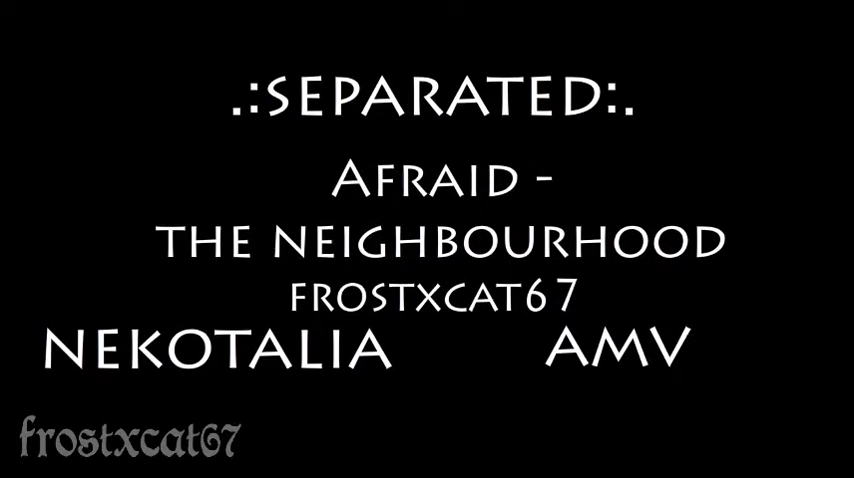 .:SEPARATED:.
AFRAID -
THE NEIGHBOURHOOD
FROSTXCAT67
NEKOTALIA AMV
frostxcat67